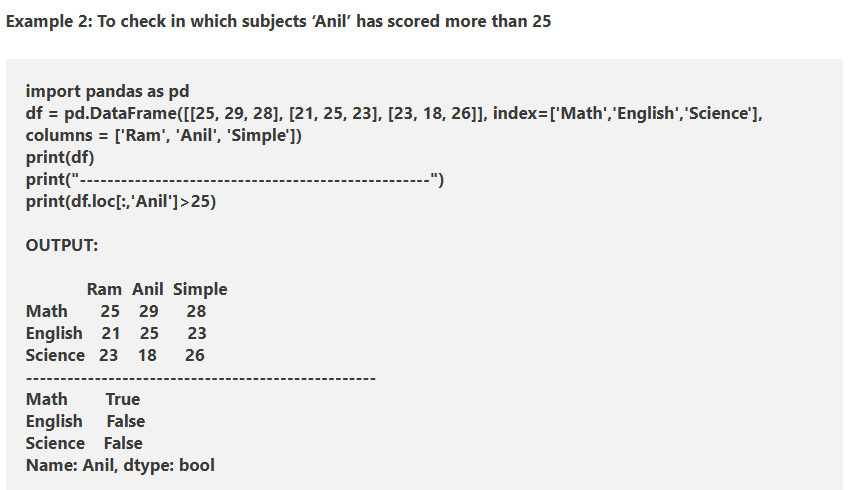 Example 2: To check in which subjects ‘Anil’ has scored more than 25
import pandas as pd
df = pd.DataFrame([[25, 29, 28], [21, 25, 23], [23, 18, 26]], index=['Math','English','Science'],
columns = ['Ram', 'Anil', 'Simple'])
print(df)
print("---------------------------------------------------")
print(df.loc[:,'Anil']>25)
OUTPUT:
Ram Anil Simple
Math 25 29 28
English 21 25 23
Science 23 18 26
---------------------------------------------------
Math True
English False
Science False
Name: Anil, dtype: bool